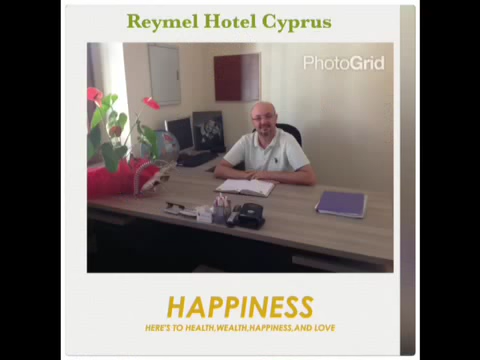 Reymel Hotel Cyprus
PhotoGrid
HAPPINESS
HERE'S TO HEALTH,WEALTH,HAPPINESS,AND LOVE